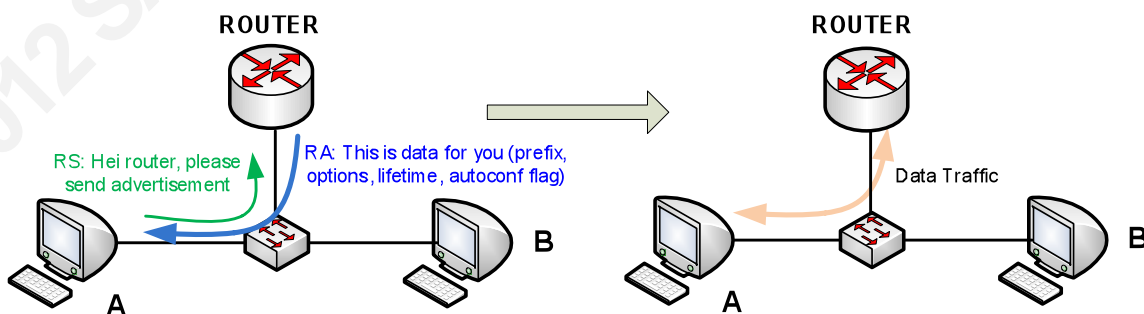 ROUTER
RS: Hei router, please
send advertisement
RA: This is data for you (prefix,
options, lifetime, autoconf flag)
A
B
ROUTER
Data Traffic
A
B